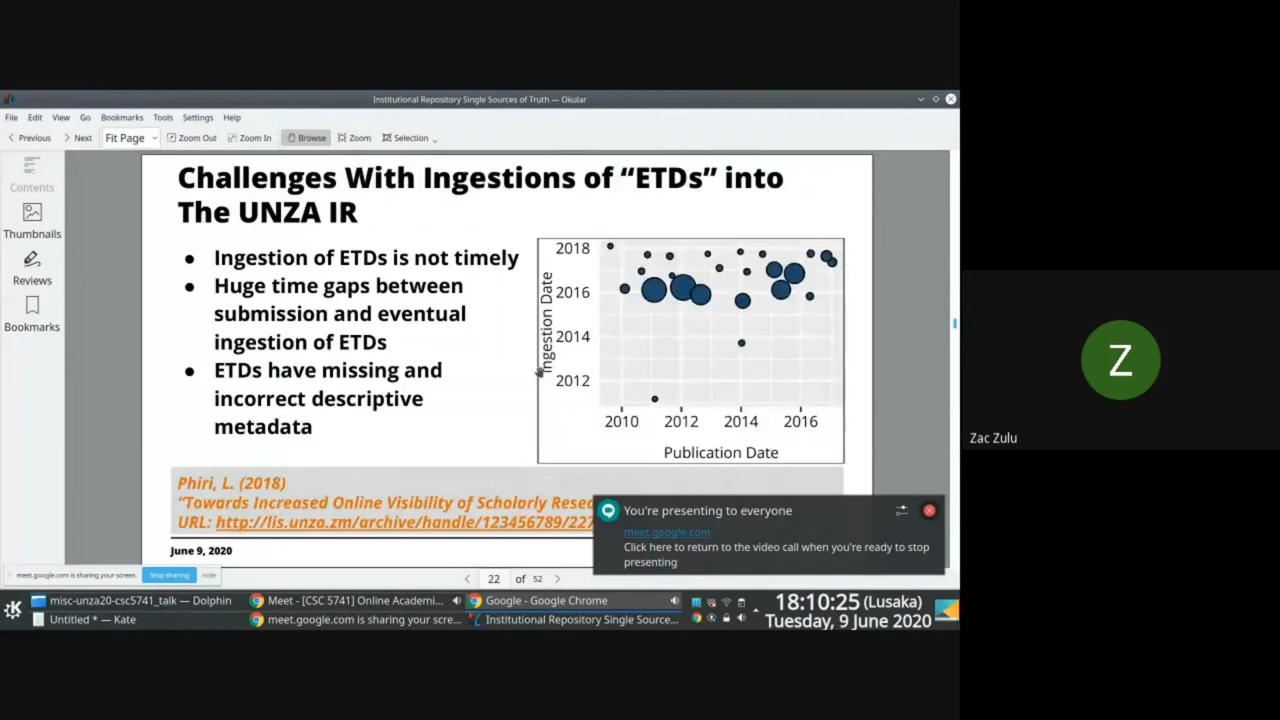 Institutional Repository Single Sources of Truth — Okular
File Edit View Go Bookmarks Tools Settings Help
Previous Next Fit Page Zoom Out Zoom In Browse Zoom Selection
Contents
Thumbnails
Reviews
Bookmarks
Challenges With Ingestions of “ETDs” into
The UNZA IR
● Ingestion of ETDs is not timely
● Huge time gaps between
submission and eventual
ingestion of ETDs
● ETDs have missing and
incorrect descriptive
metadata
Ingestion Date
2018
2016
2014
2012
2010 2012 2014 2016
Publication Date
Phiri, L. (2018)
“Towards Increased Online Visibility of Scholarly Resea
URL: http://lis.unza.zm/archive/handle/123456789/227
June 9, 2020
You're presenting to everyone
meet.google.com
Click here to return to the video call when you're ready to stop
presenting
meet.google.com is sharing your screen. Stop sharing Hide
22 of 52
misc-unza20-csc5741_talk — Dolphin
Meet - [CSC 5741] Online Academi...
Google - Google Chrome
Untitled * — Kate
meet.google.com is sharing your scre...
Institutional Repository Single Source...
18:10:25 (Lusaka)
Tuesday, 9 June 2020
Z
Zac Zulu